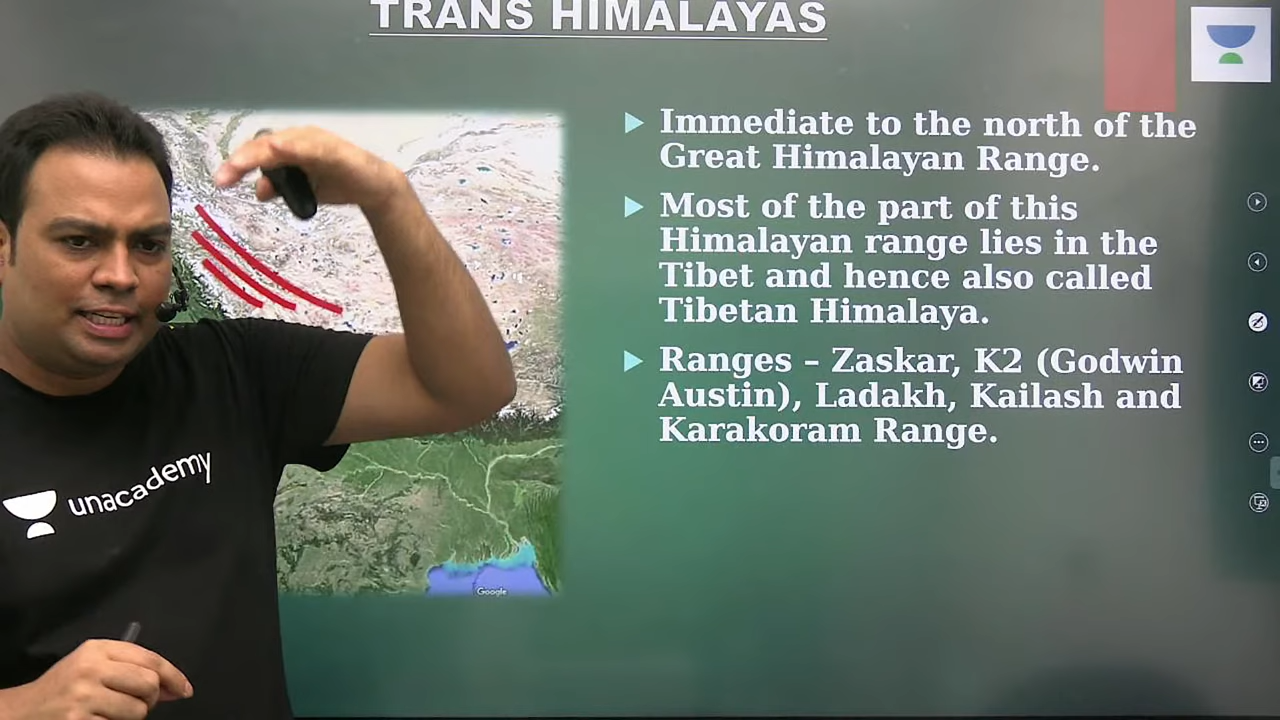 TRANS HIMALAYAS
Immediate to the north of the
Great Himalayan Range.
Most of the part of this
Himalayan range lies in the
Tibet and hence also called
Tibetan Himalaya.
Ranges – Zaskar, K2 (Godwin
Austin), Ladakh, Kailash and
Karakoram Range.
unacademy
Google